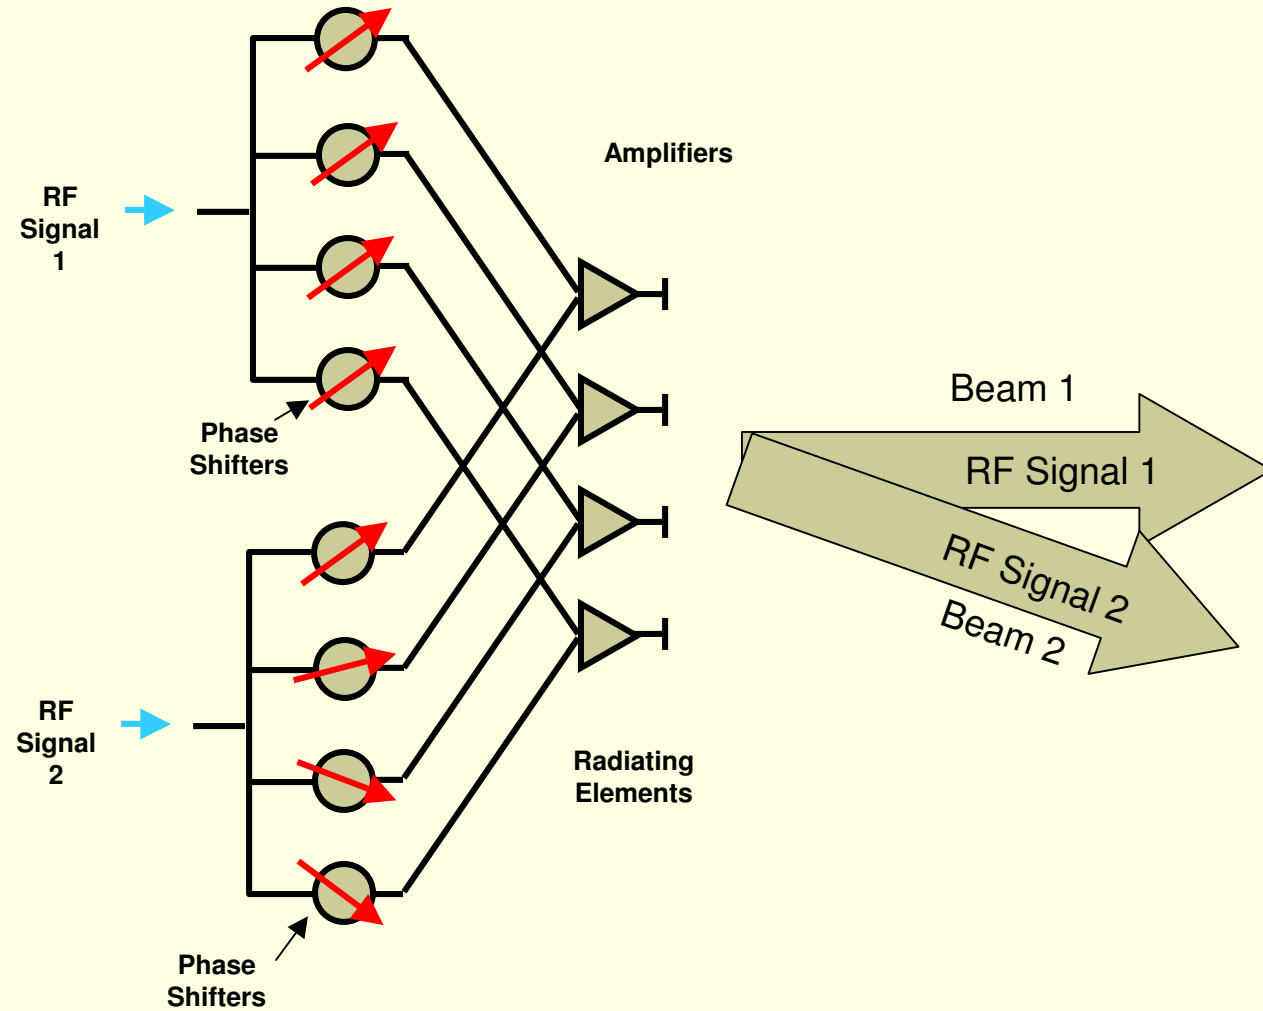 RF
Signal
1
Amplifiers
Phase
Shifters
Beam 1
RF Signal 1
RF Signal 2
Beam 2
RF
Signal
2
Radiating
Elements
Phase
Shifters